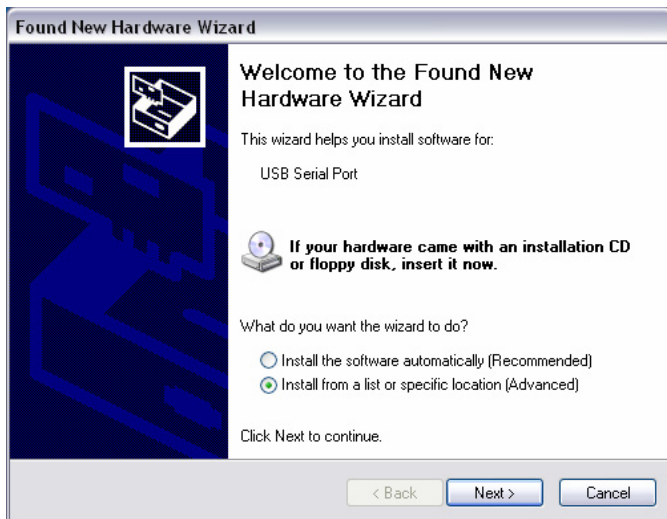 Found New Hardware Wizard
Welcome to the Found New
Hardware Wizard
This wizard helps you install software for:
USB Serial Port
If your hardware came with an installation CD
or floppy disk, insert it now.
What do you want the wizard to do?
Install the software automatically (Recommended)
Install from a list or specific location (Advanced)
Click Next to continue.
< Back
Next >
Cancel